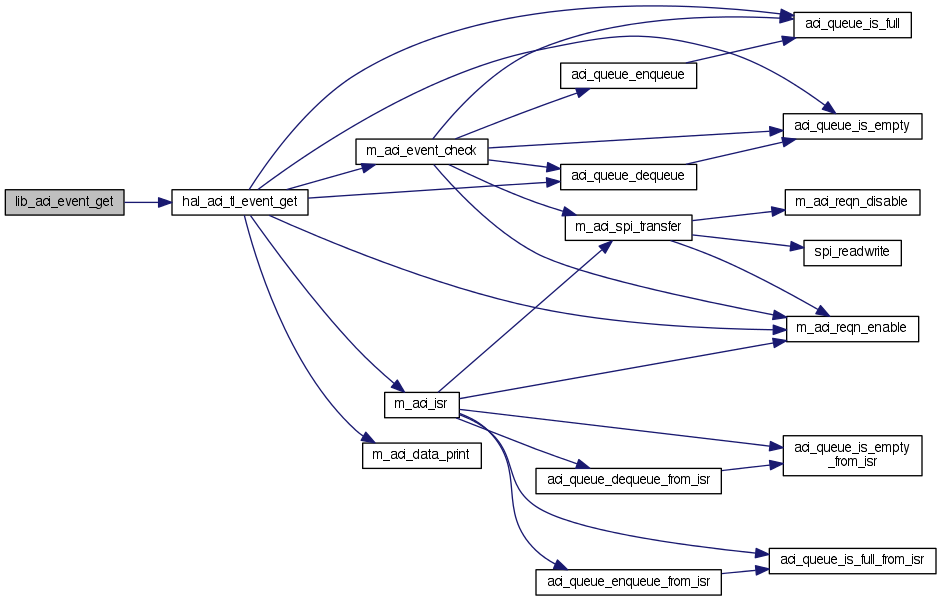 lib_aci_event_get
hal_aci_tl_event_get
m_aci_event_check
aci_queue_is_full
aci_queue_enqueue
aci_queue_is_empty
aci_queue_dequeue
m_aci_spi_transfer
m_aci_reqn_disable
spi_readwrite
m_aci_reqn_enable
m_aci_isr
m_aci_data_print
aci_queue_is_empty
_from_isr
aci_queue_dequeue_from_isr
aci_queue_is_full_from_isr
aci_queue_enqueue_from_isr